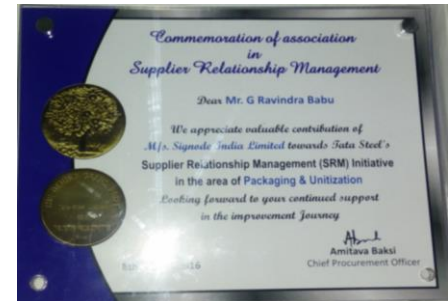 Commemoration of association
in
Supplier Relationship Management
Dear Mr. G Ravindra Babu
We appreciate valuable contribution of
M/s. Signode India Limited towards Tata Steel's
Supplier Relationship Management (SRM) Initiative
in the area of Packaging & Unitization
Looking forward to your continued support
in the improvement Journey
Amitava Baksi
Chief Procurement Officer